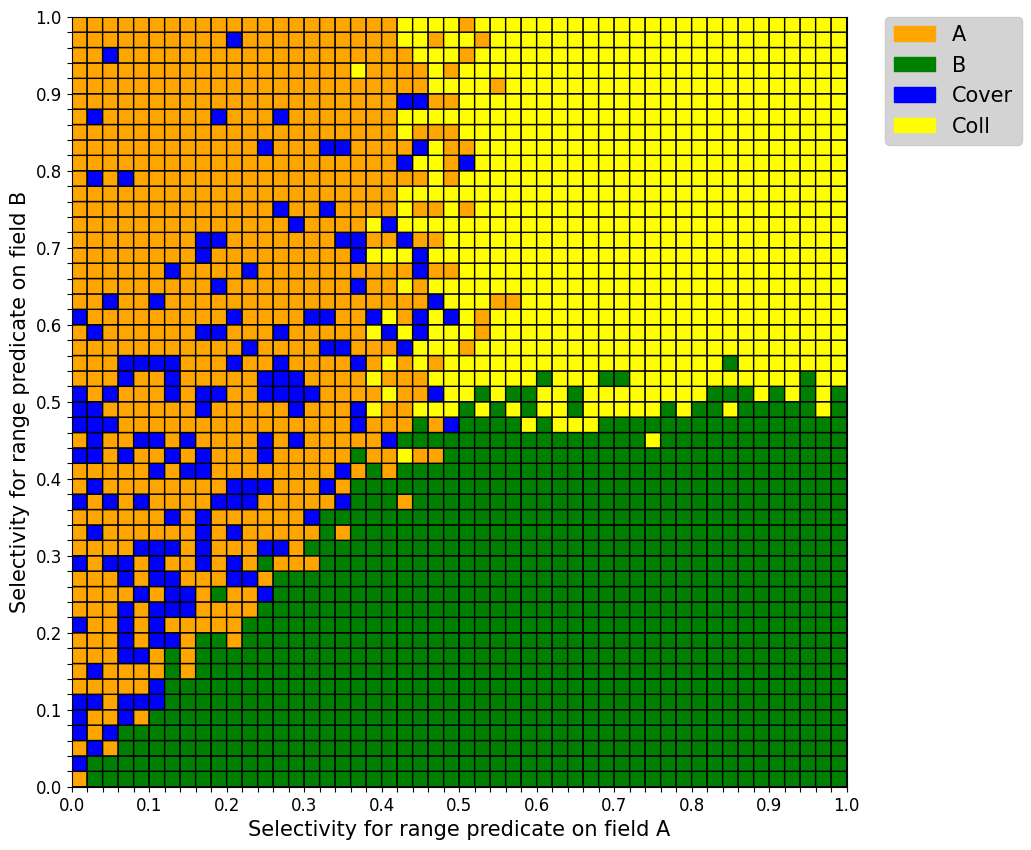 1.0
0.9
0.8
0.7
0.6
0.5
0.4
0.3
0.2
0.1
0.0
Selectivity for range predicate on field B
0.0 0.1 0.2 0.3 0.4 0.5 0.6 0.7 0.8 0.9 1.0
Selectivity for range predicate on field A
A
B
Cover
Coll